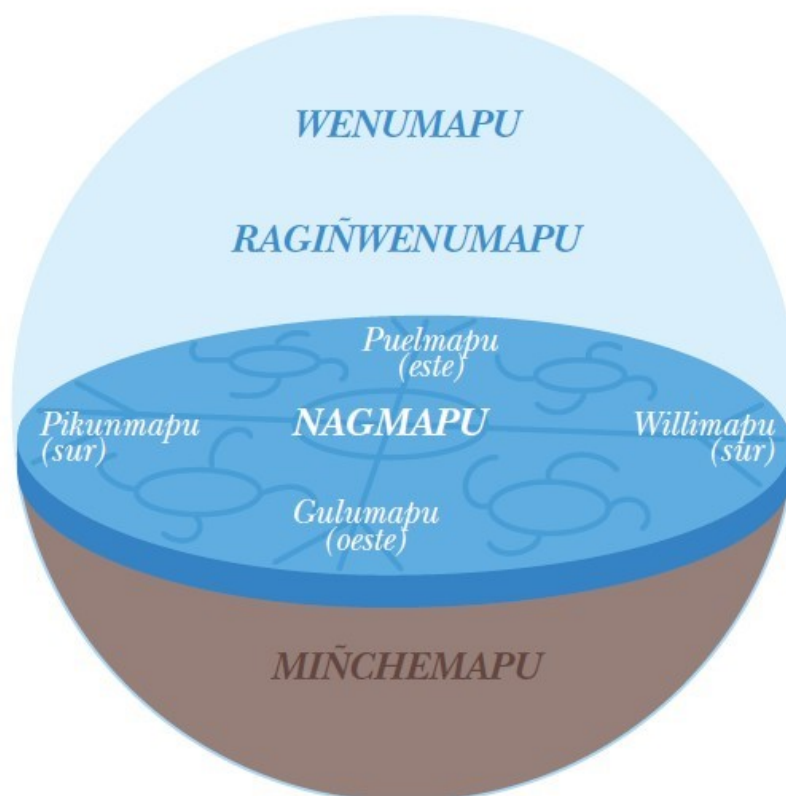 WENUMAPU
RAGIÑWENUMAPU
Puelmapu
(este)
Pikunmapu
(sur)
NAGMAPU
Willimapu
(sur)
Gulumapu
(oeste)
MIÑCHEMAPU